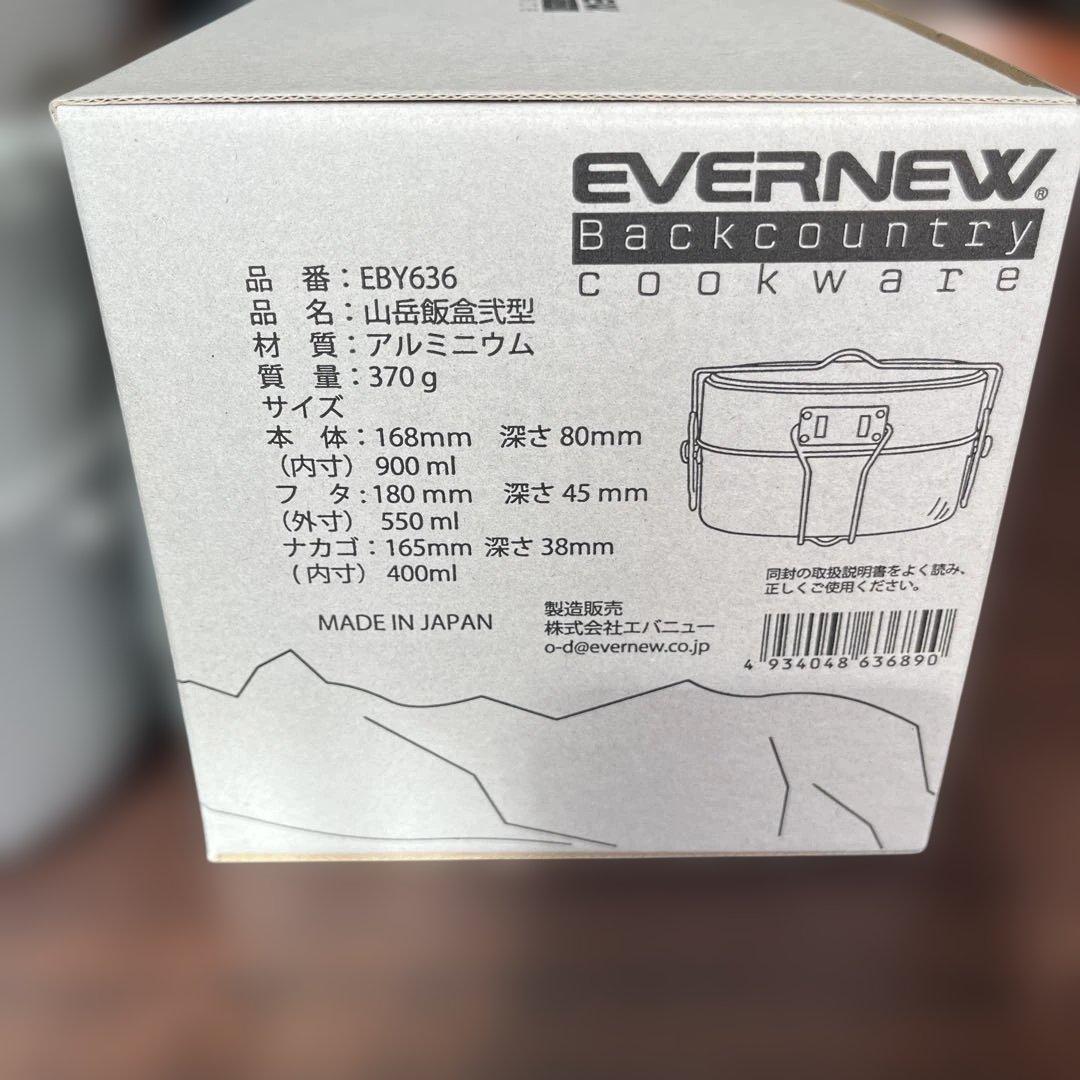 EVERNEW®
Backcountry
cookware
品 番：EBY636
品 名：山岳飯盒弐型
材 質：アルミニウム
質 量：370 g
サイズ
本 体：168mm 深さ 80mm
（内寸） 900 ml
フ タ：180 mm 深さ 45 mm
（外寸） 550 ml
ナカゴ：165mm 深さ 38mm
（内寸） 400ml
MADE IN JAPAN
製造販売
株式会社エバニュー
o-d@evernew.co.jp
同封の取扱説明書をよく読み、
正しくご使用ください。
4 934048 636890